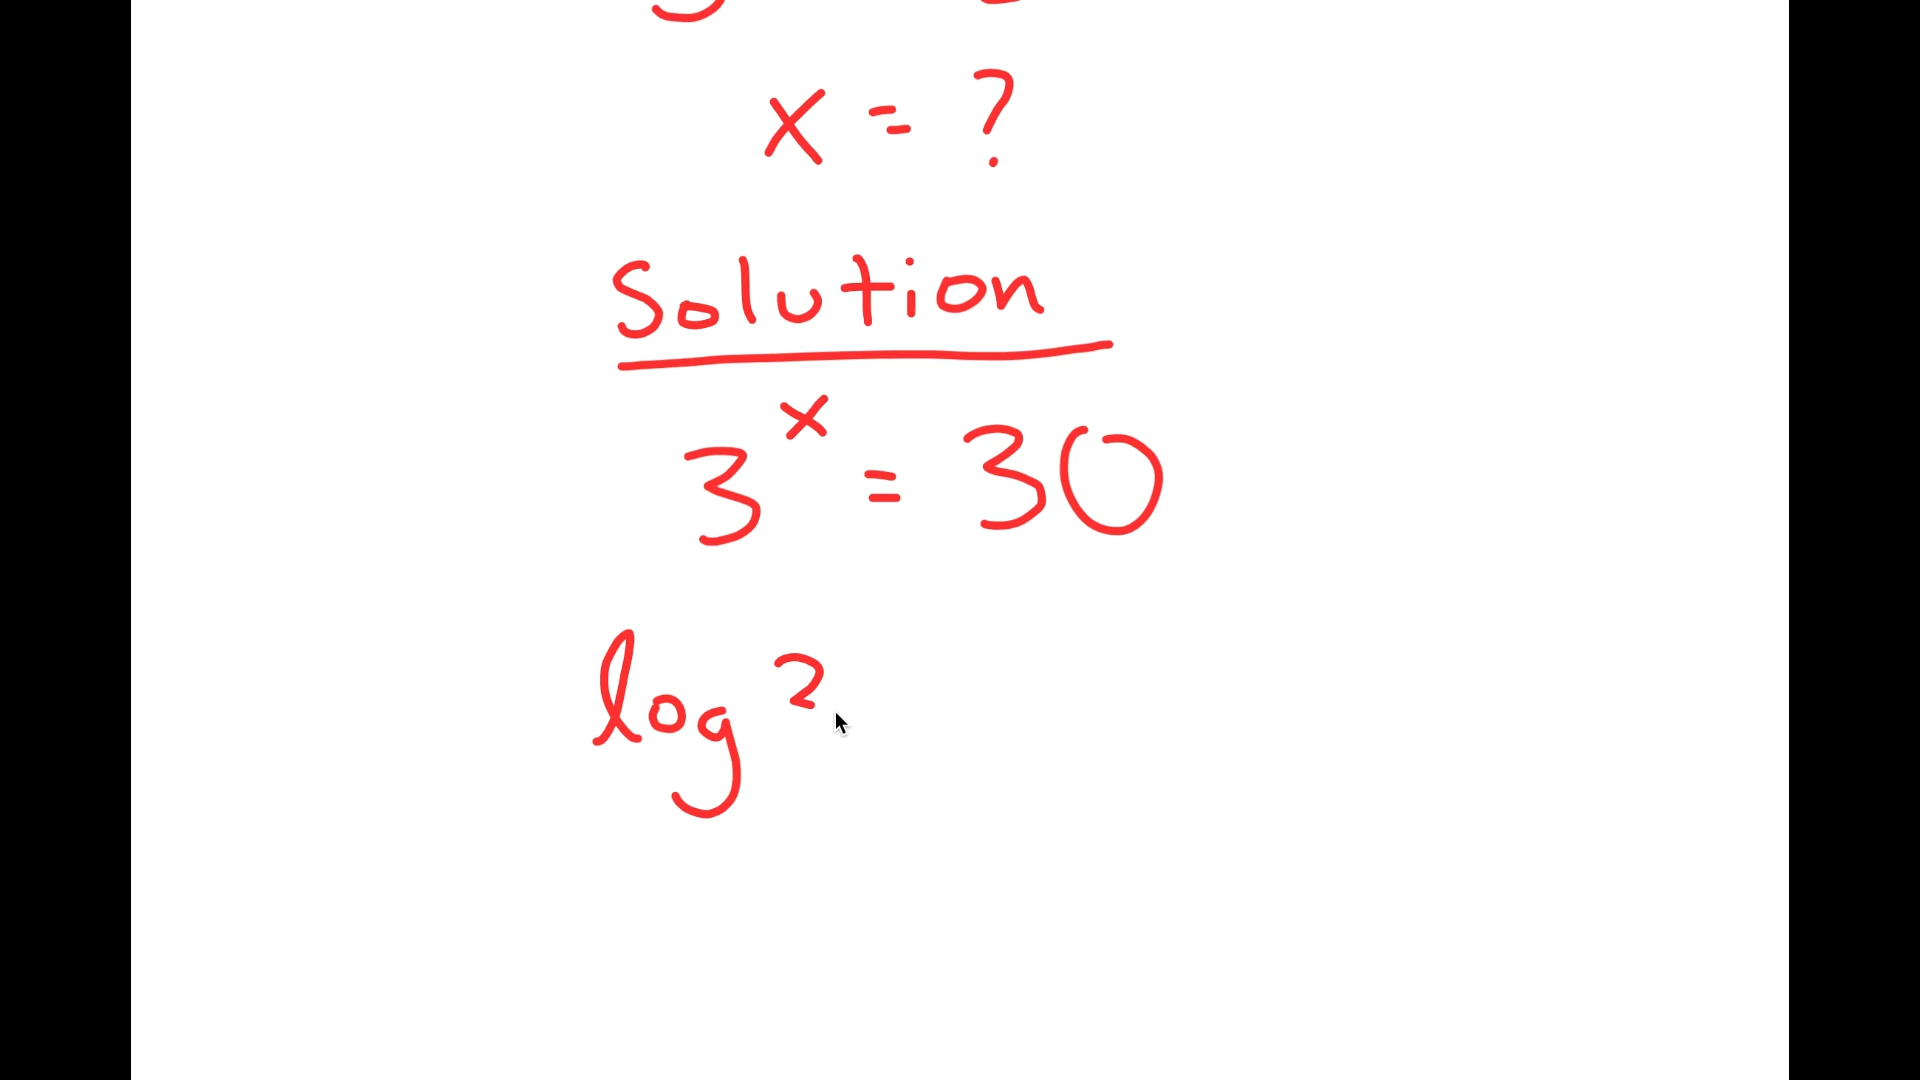 x = ?
Solution
3^x = 30
log 2